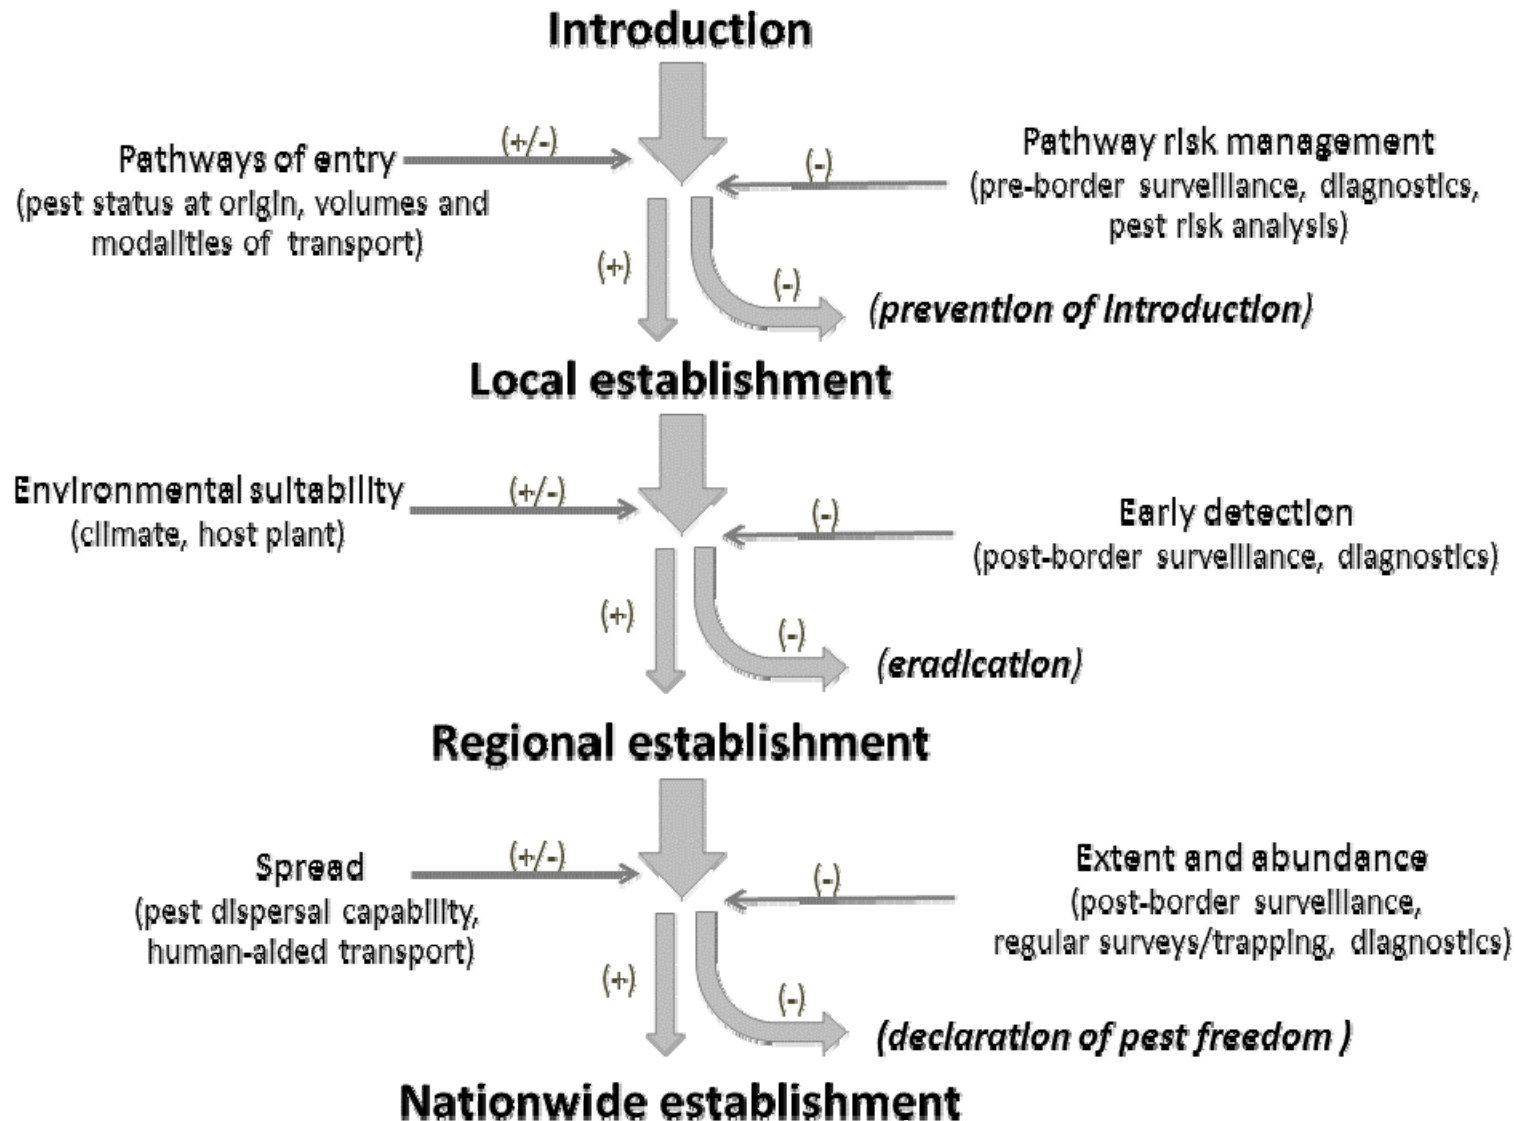 Introduction
Pathways of entry
(+/-)
(pest status at origin, volumes and
modalities of transport)
(-)
Pathway risk management
(pre-border surveillance, diagnostics,
pest risk analysis)
(+)
(-)
(prevention of introduction)
Local establishment
Environmental suitability
(climate, host plant)
(+/-)
(-)
Early detection
(post-border surveillance, diagnostics)
(+)
(-)
(eradication)
Regional establishment
Spread
(pest dispersal capability,
human-aided transport)
(+/-)
(-)
Extent and abundance
(post-border surveillance,
regular surveys/trapping, diagnostics)
(+)
(-)
(declaration of pest freedom )
Nationwide establishment